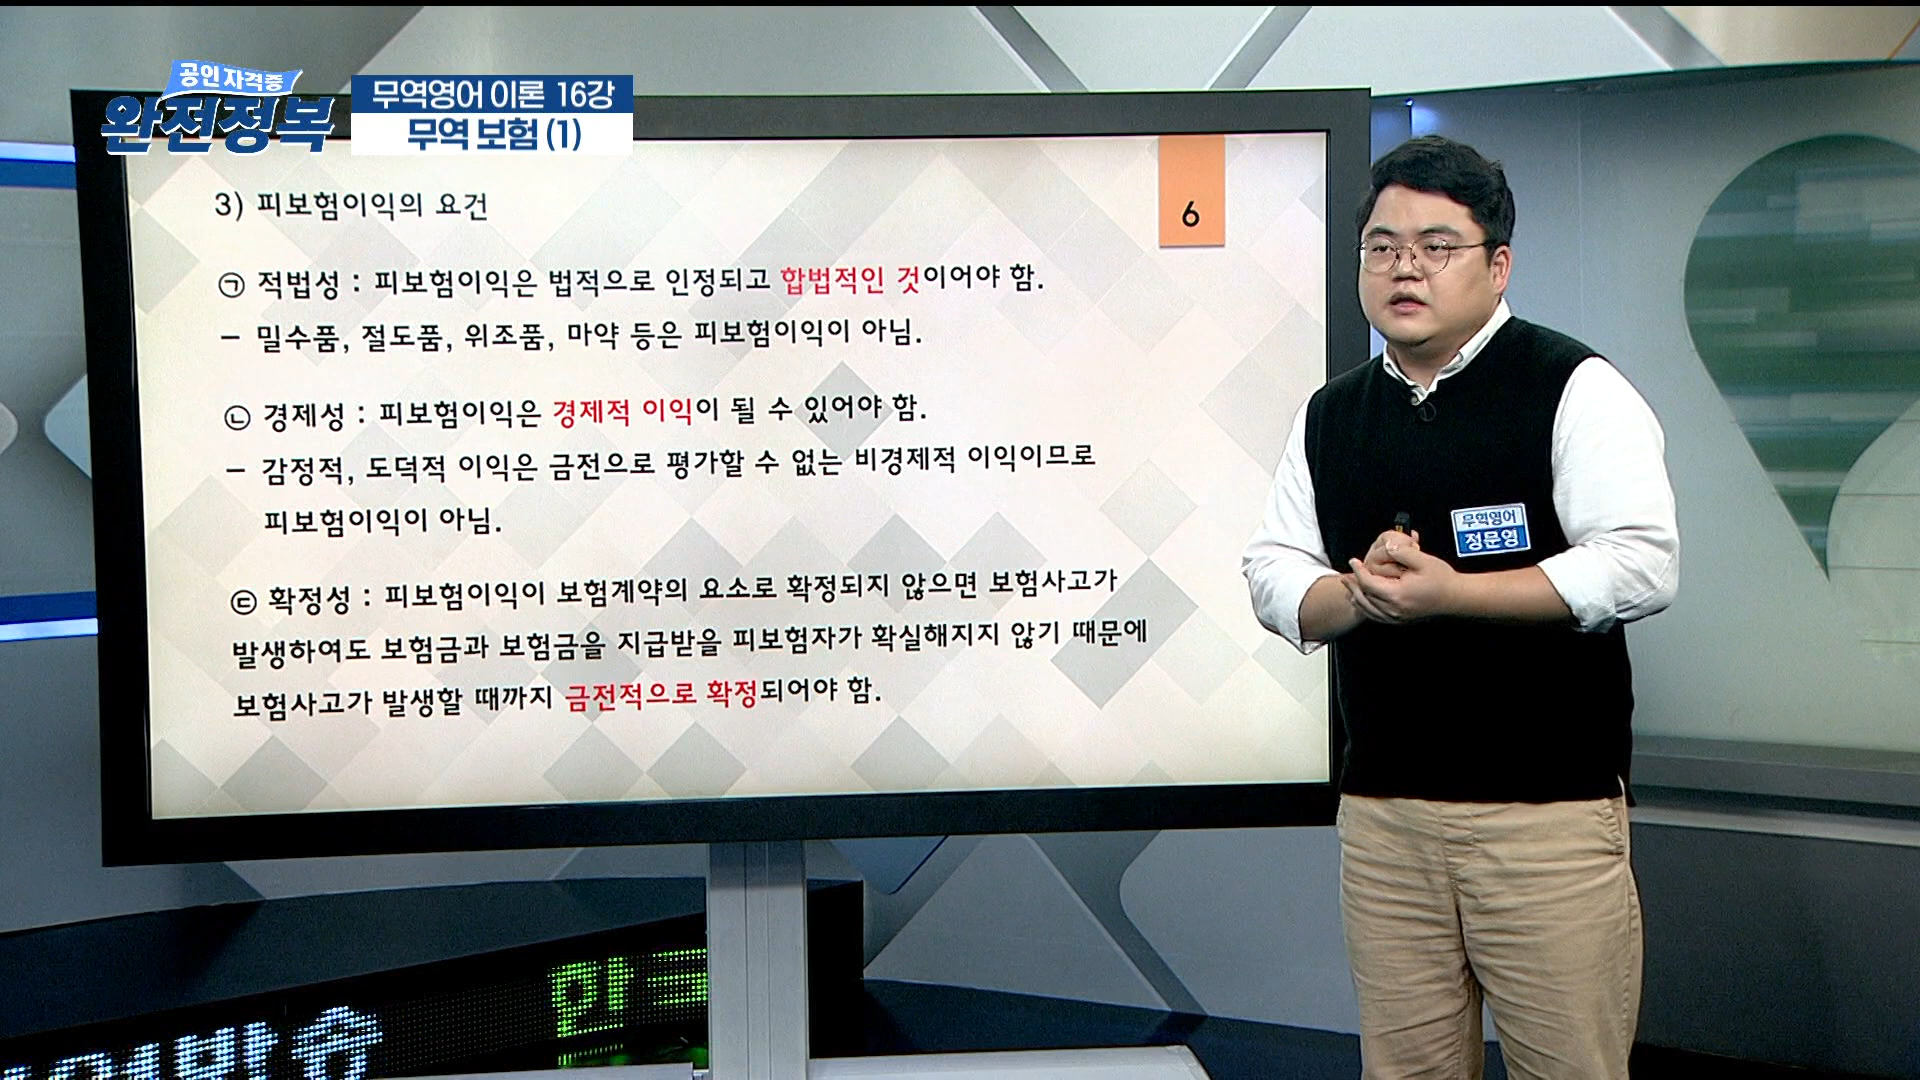 공인 자격증
완전정복
무역영어 이론 16강
무역 보험 (1)
6
3) 피보험이익의 요건
㉠ 적법성 : 피보험이익은 법적으로 인정되고 합법적인 것이어야 함.
– 밀수품, 절도품, 위조품, 마약 등은 피보험이익이 아님.
㉡ 경제성 : 피보험이익은 경제적 이익이 될 수 있어야 함.
– 감정적, 도덕적 이익은 금전으로 평가할 수 없는 비경제적 이익이므로
피보험이익이 아님.
㉢ 확정성 : 피보험이익이 보험계약의 요소로 확정되지 않으면 보험사고가
발생하여도 보험금과 보험금을 지급받을 피보험자가 확실해지지 않기 때문에
보험사고가 발생할 때까지 금전적으로 확정되어야 함.
무역영어
정문영